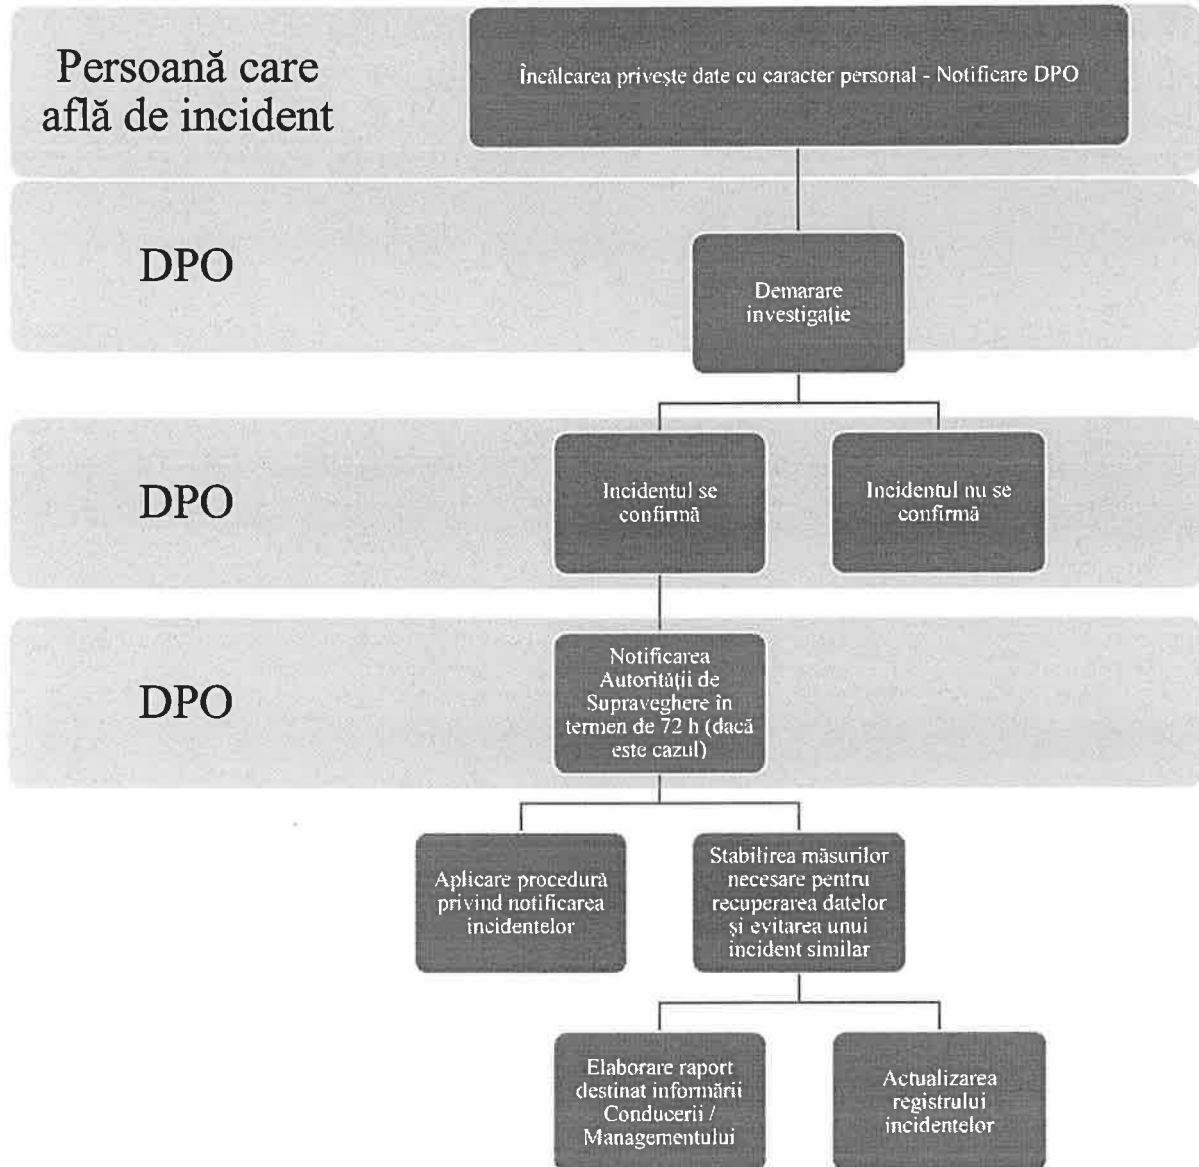 Persoană care
află de incident
Încălcarea privește date cu caracter personal - Notificare DPO
DPO
Demarare
investigație
DPO
Incidentul se
confirmă
Incidentul nu se
confirmă
DPO
Notificarea
Autorității de
Supraveghere în
termen de 72 h (dacă
este cazul)
Aplicare procedură
privind notificarea
incidentelor
Stabilirea măsurilor
necesare pentru
recuperarea datelor
și evitarea unui
incident similar
Elaborare raport
destinat informării
Conducerii /
Managementului
Actualizarea
registrului
incidentelor